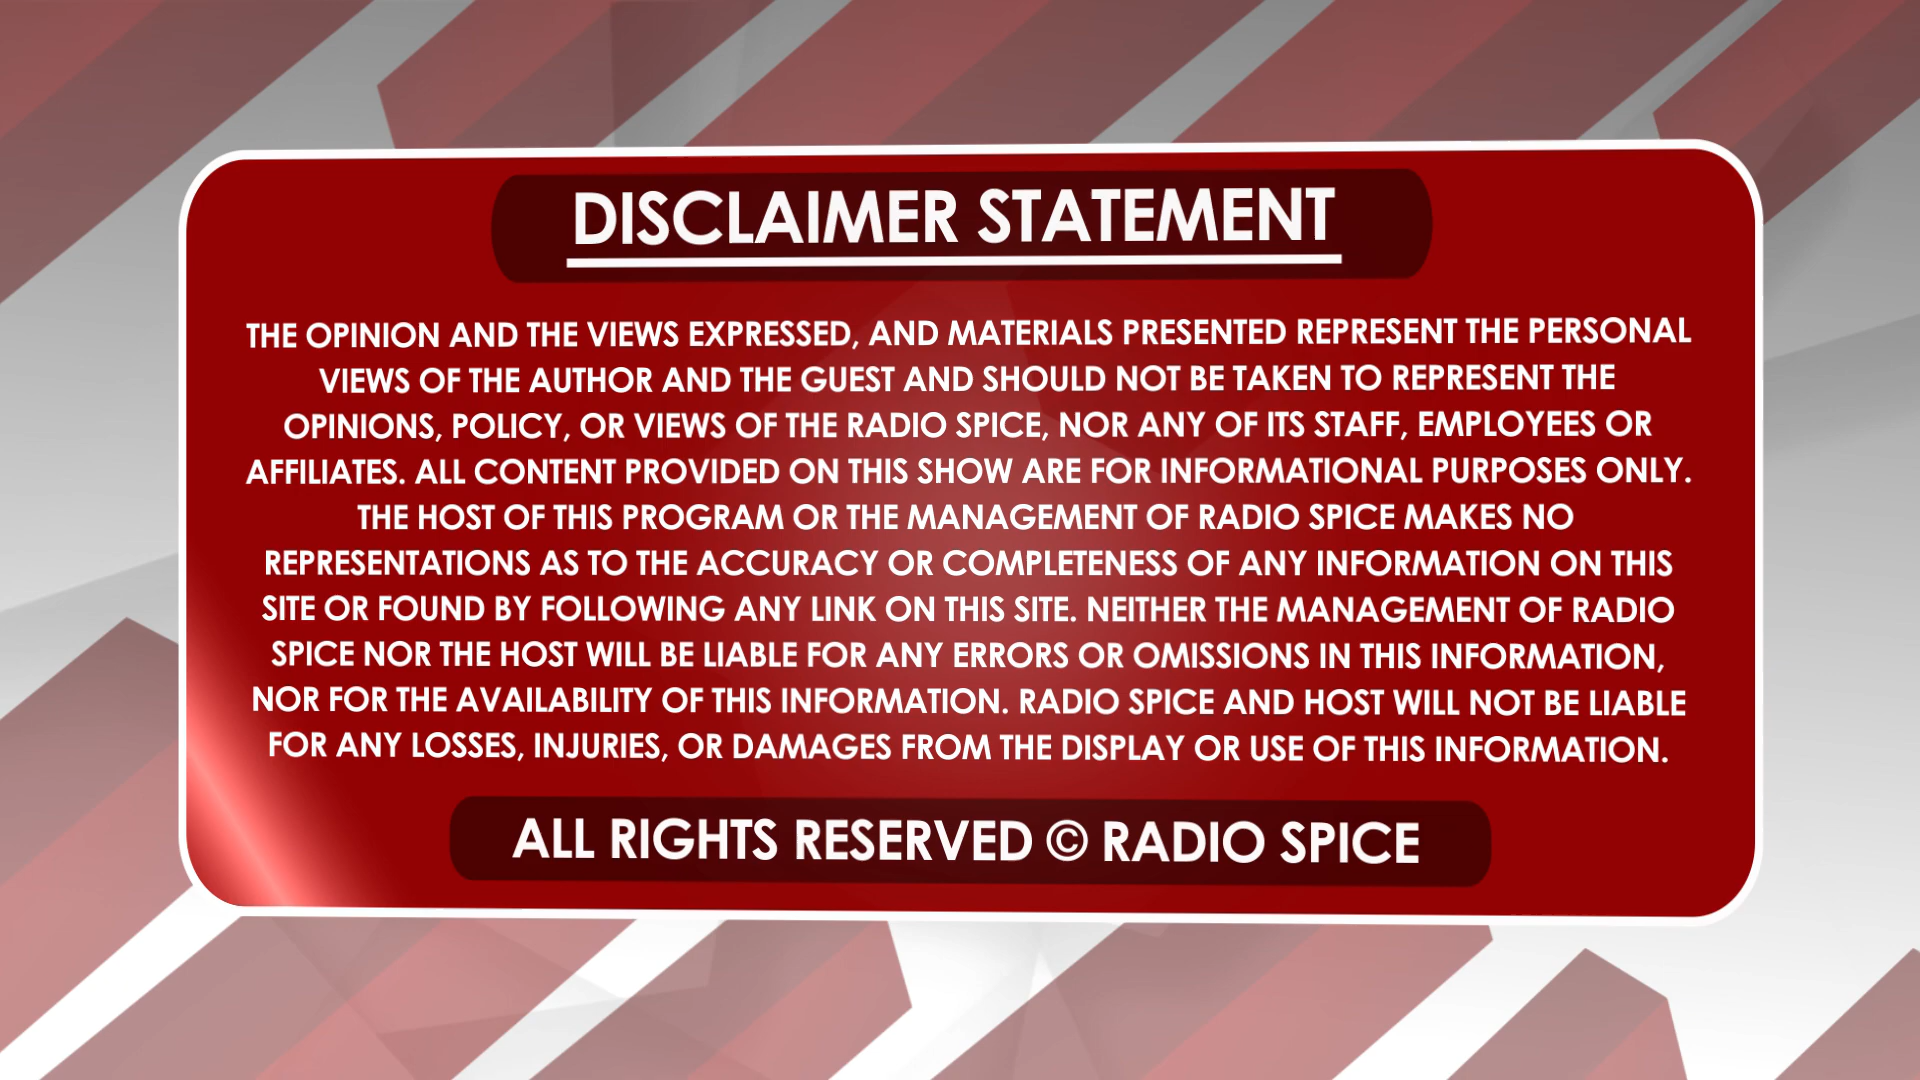 DISCLAIMER STATEMENT
THE OPINION AND THE VIEWS EXPRESSED, AND MATERIALS PRESENTED REPRESENT THE PERSONAL
VIEWS OF THE AUTHOR AND THE GUEST AND SHOULD NOT BE TAKEN TO REPRESENT THE
OPINIONS, POLICY, OR VIEWS OF THE RADIO SPICE, NOR ANY OF ITS STAFF, EMPLOYEES OR
AFFILIATES. ALL CONTENT PROVIDED ON THIS SHOW ARE FOR INFORMATIONAL PURPOSES ONLY.
THE HOST OF THIS PROGRAM OR THE MANAGEMENT OF RADIO SPICE MAKES NO
REPRESENTATIONS AS TO THE ACCURACY OR COMPLETENESS OF ANY INFORMATION ON THIS
SITE OR FOUND BY FOLLOWING ANY LINK ON THIS SITE. NEITHER THE MANAGEMENT OF RADIO
SPICE NOR THE HOST WILL BE LIABLE FOR ANY ERRORS OR OMISSIONS IN THIS INFORMATION,
NOR FOR THE AVAILABILITY OF THIS INFORMATION. RADIO SPICE AND HOST WILL NOT BE LIABLE
FOR ANY LOSSES, INJURIES, OR DAMAGES FROM THE DISPLAY OR USE OF THIS INFORMATION.
ALL RIGHTS RESERVED © RADIO SPICE